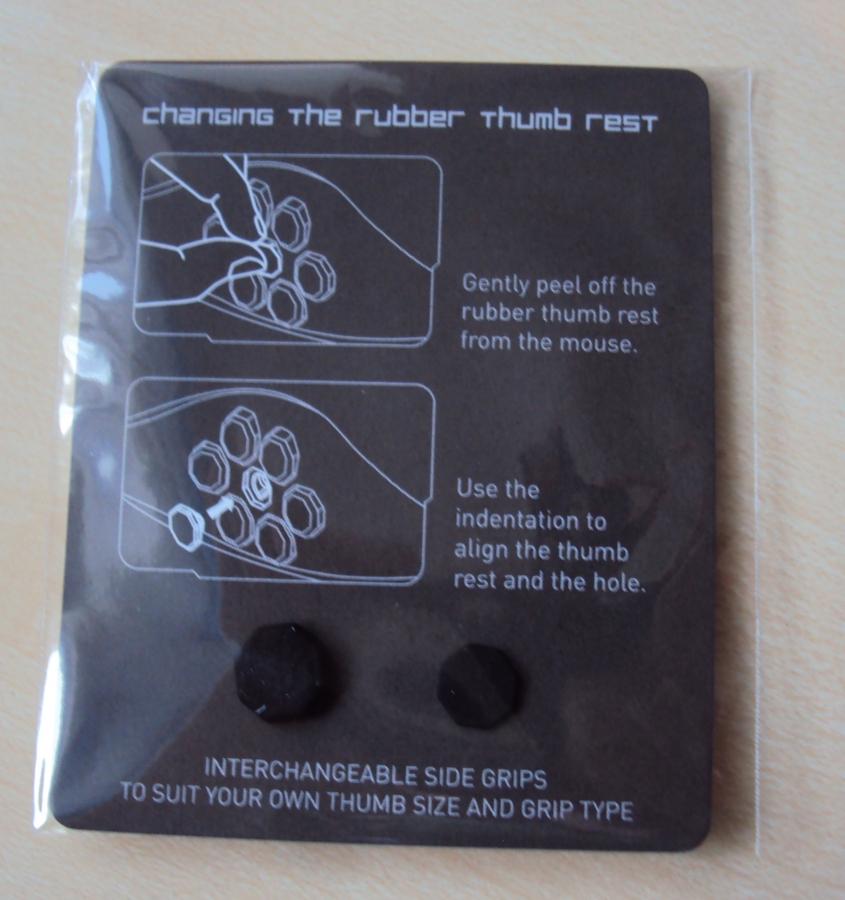 changing the rubber thumb rest
Gently peel off the
rubber thumb rest
from the mouse.
Use the
indentation to
align the thumb
rest and the hole.
INTERCHANGEABLE SIDE GRIPS
TO SUIT YOUR OWN THUMB SIZE AND GRIP TYPE